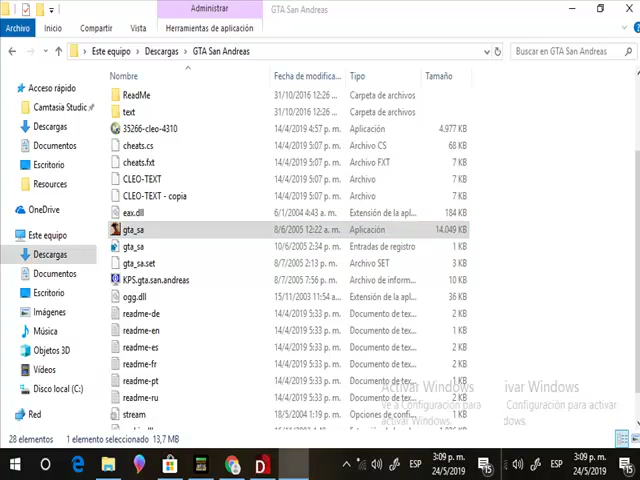 Administrar
GTA San Andreas
Archivo Inicio Compartir Vista Herramientas de aplicación
Este equipo Descargas GTA San Andreas
Buscar en GTA San Andreas
Nombre Fecha de modifica... Tipo Tamaño
Acceso rápido
Camtasia Studic
Descargas
Documentos
Escritorio
Resources
OneDrive
Este equipo
Descargas
Documentos
Escritorio
Imágenes
Música
Objetos 3D
Vídeos
Disco local (C:)
Red
ReadMe 31/10/2016 12:26 ... Carpeta de archivos
text 31/10/2016 12:26 ... Carpeta de archivos
35266-cleo-4310 14/4/2019 4:57 p. m. Aplicación 4.977 KB
cheats.cs 14/4/2019 5:07 p. m. Archivo CS 68 KB
cheats.fxt 14/4/2019 5:07 p. m. Archivo FXT 7 KB
CLEO-TEXT 14/4/2019 5:07 p. m. Archivo 7 KB
CLEO-TEXT - copia 14/4/2019 5:07 p. m. Archivo 7 KB
eax.dll 6/1/2004 4:43 a. m. Extensión de la apl... 184 KB
gta_sa 8/6/2005 12:22 a. m. Aplicación 14.049 KB
gta_sa 10/6/2005 2:34 p. m. Entradas de registro 1 KB
gta_sa.set 8/7/2005 2:13 p. m. Archivo SET 3 KB
KPS.gta.san.andreas 8/7/2005 7:56 p. m. Archivo de informa... 10 KB
ogg.dll 15/11/2003 11:54 a... Extensión de la apl... 36 KB
readme-de 14/4/2019 5:33 p. m. Documento de tex... 2 KB
readme-en 14/4/2019 5:33 p. m. Documento de tex... 1 KB
readme-es 14/4/2019 5:33 p. m. Documento de tex... 2 KB
readme-fr 14/4/2019 5:33 p. m. Documento de tex... 2 KB
readme-pt 14/4/2019 5:33 p. m. Documento de tex... 1 KB
readme-ru 14/4/2019 5:33 p. m. Documento de tex... 2 KB
stream 18/5/2004 1:19 p. m. Opciones de confi... 1 KB
Activar Windows
Ve a Configuración para
activar Windows.
ivar Windows
Configuración para activar
dows.
28 elementos 1 elemento seleccionado 13,7 MB
ESP 3:09 p. m. 24/5/2019 15
ESP 3:09 p. m. 24/5/2019 15